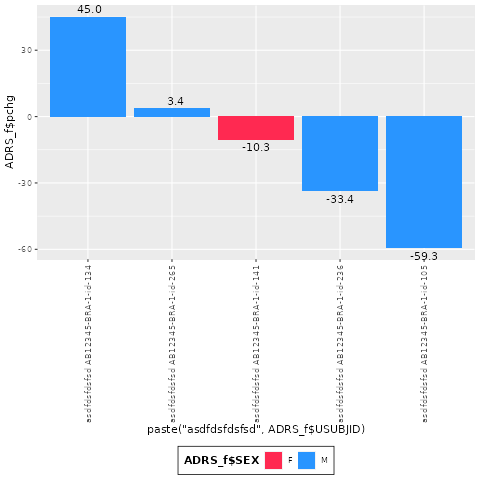 45.0
3.4
-10.3
-33.4
-59.3
30
0
-30
-60
ADRS_f$pchg
asdfdsfdsfsd AB12345-BRA-1-id-134
asdfdsfdsfsd AB12345-BRA-1-id-265
asdfdsfdsfsd AB12345-BRA-1-id-141
asdfdsfdsfsd AB12345-BRA-1-id-236
asdfdsfdsfsd AB12345-BRA-1-id-105
paste("asdfdsfdsfsd", ADRS_f$USUBJID)
ADRS_f$SEX F M